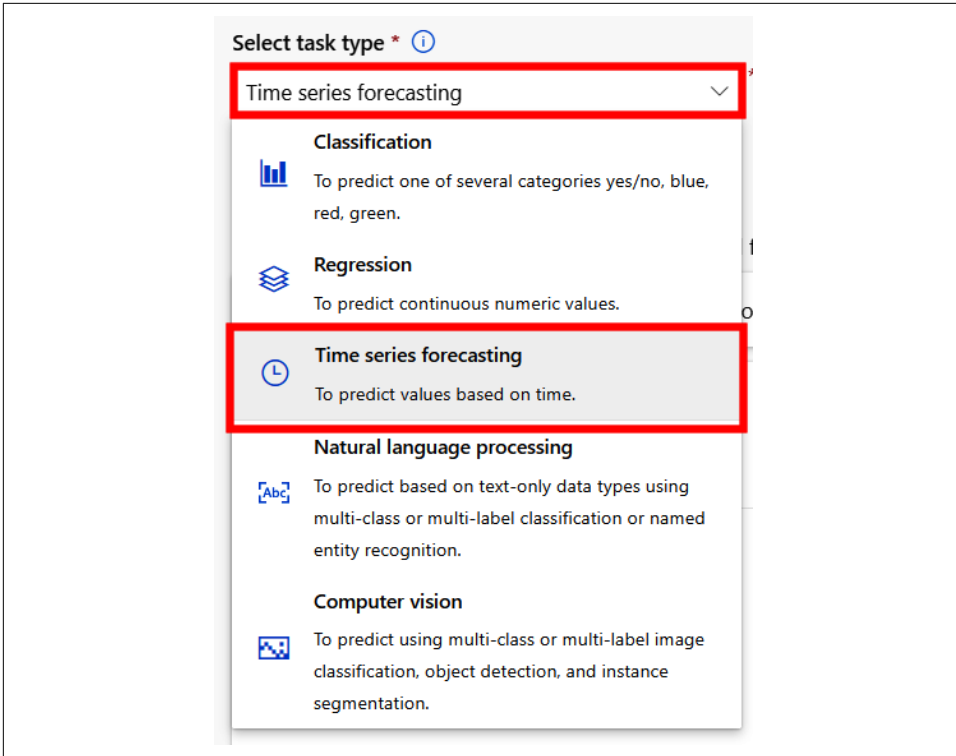 Select task type *
Time series forecasting
*
Classification
To predict one of several categories yes/no, blue,
red, green.
Regression
To predict continuous numeric values.
Time series forecasting
To predict values based on time.
Natural language processing
Abc
To predict based on text-only data types using
multi-class or multi-label classification or named
entity recognition.
Computer vision
To predict using multi-class or multi-label image
classification, object detection, and instance
segmentation.